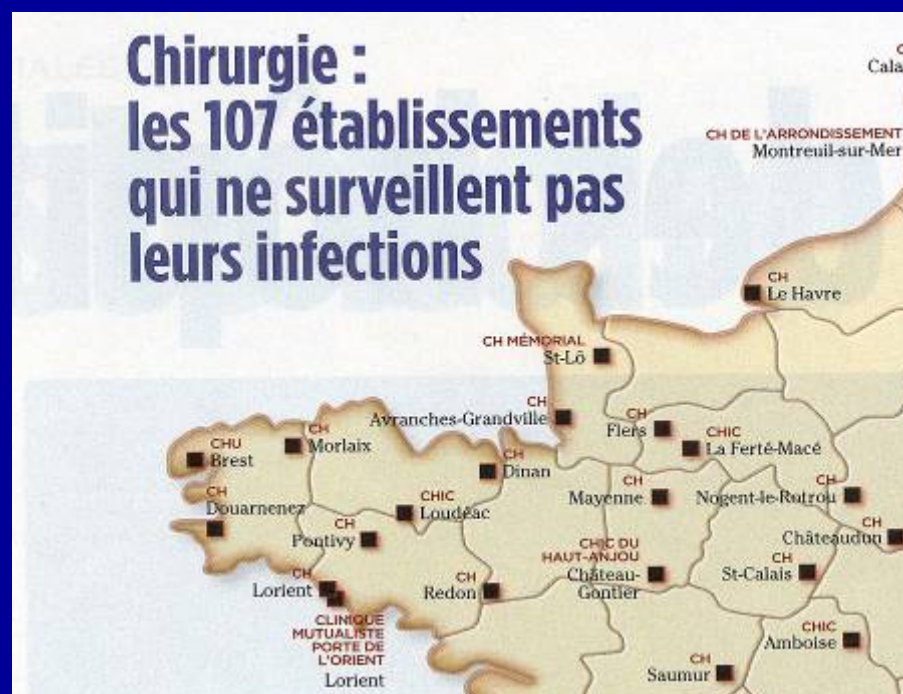 Chirurgie :
les 107 établissements
qui ne surveillent pas
leurs infections
Cala
CH DE L'ARRONDISSEMENT
Montreuil-sur-Mer
CH
Le Havre
CH MÉMORIAL
St-Lô
CH
Avranches-Grandville
CH
Flers
CHIC
La Ferté-Macé
CHU
Brest
CH
Morlaix
CH
Dinan
CH
Mayenne
CH
Nogent-le-Rotrou
CH
Douarnenez
CHIC
Loudéac
CH
Pontivy
CHIC DU
HAUT-ANJOU
Château-
Gontier
CH
Châteaudun
CH
St-Calais
CH
Lorient
CH
Redon
CLINIQUE
MUTUALISTE
PORTE DE
L'ORIENT
Lorient
CHIC
Amboise
CH
Saumur